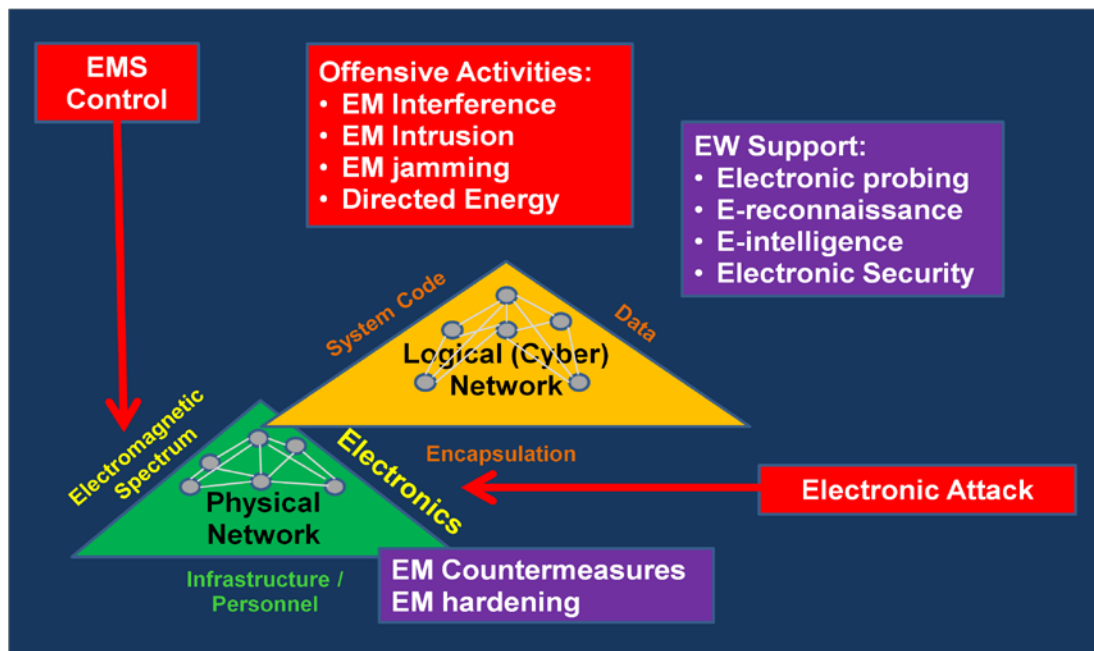 EMS
Control
Offensive Activities:
• EM Interference
• EM Intrusion
• EM jamming
• Directed Energy
EW Support:
• Electronic probing
• E-reconnaissance
• E-intelligence
• Electronic Security
System Code
Data
Logical (Cyber)
Network
Electromagnetic
Spectrum
Electronics
Encapsulation
Physical
Network
Electronic Attack
Infrastructure /
Personnel
EM Countermeasures
EM hardening